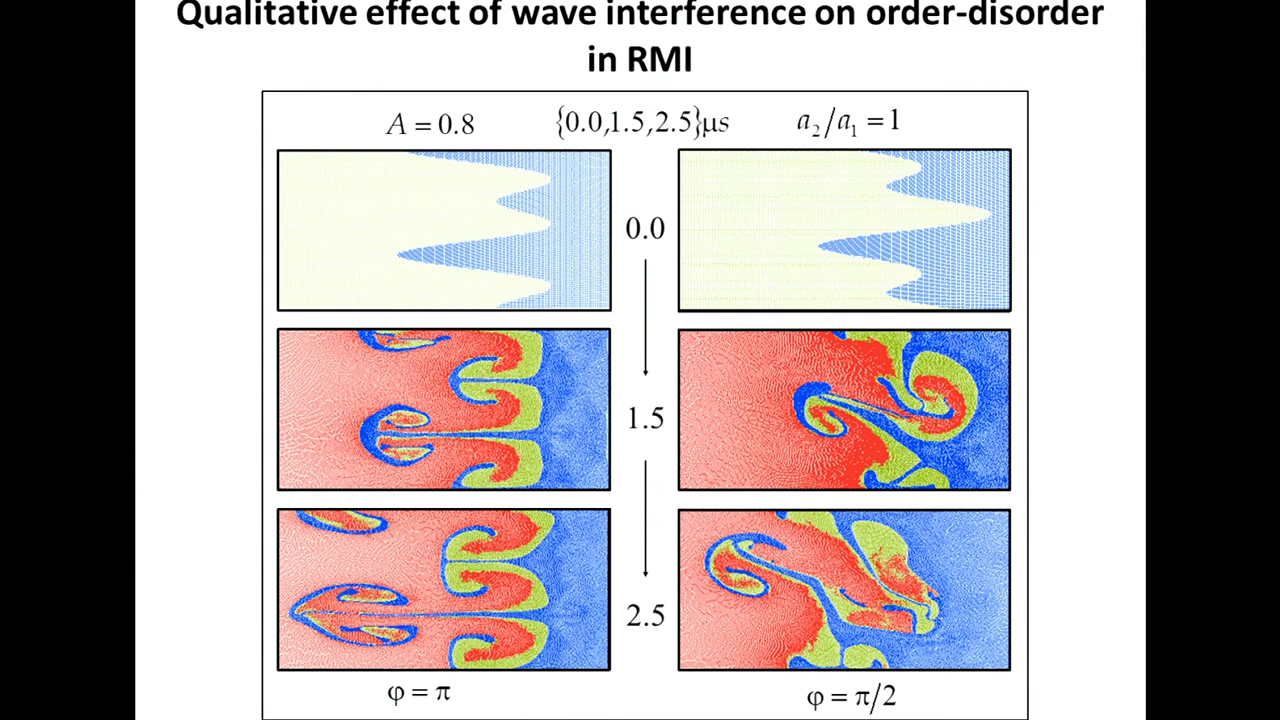 Qualitative effect of wave interference on order-disorder
in RMI
A = 0.8 {0.0,1.5,2.5}μs a₂/a₁ = 1
0.0
1.5
2.5
φ = π φ = π/2